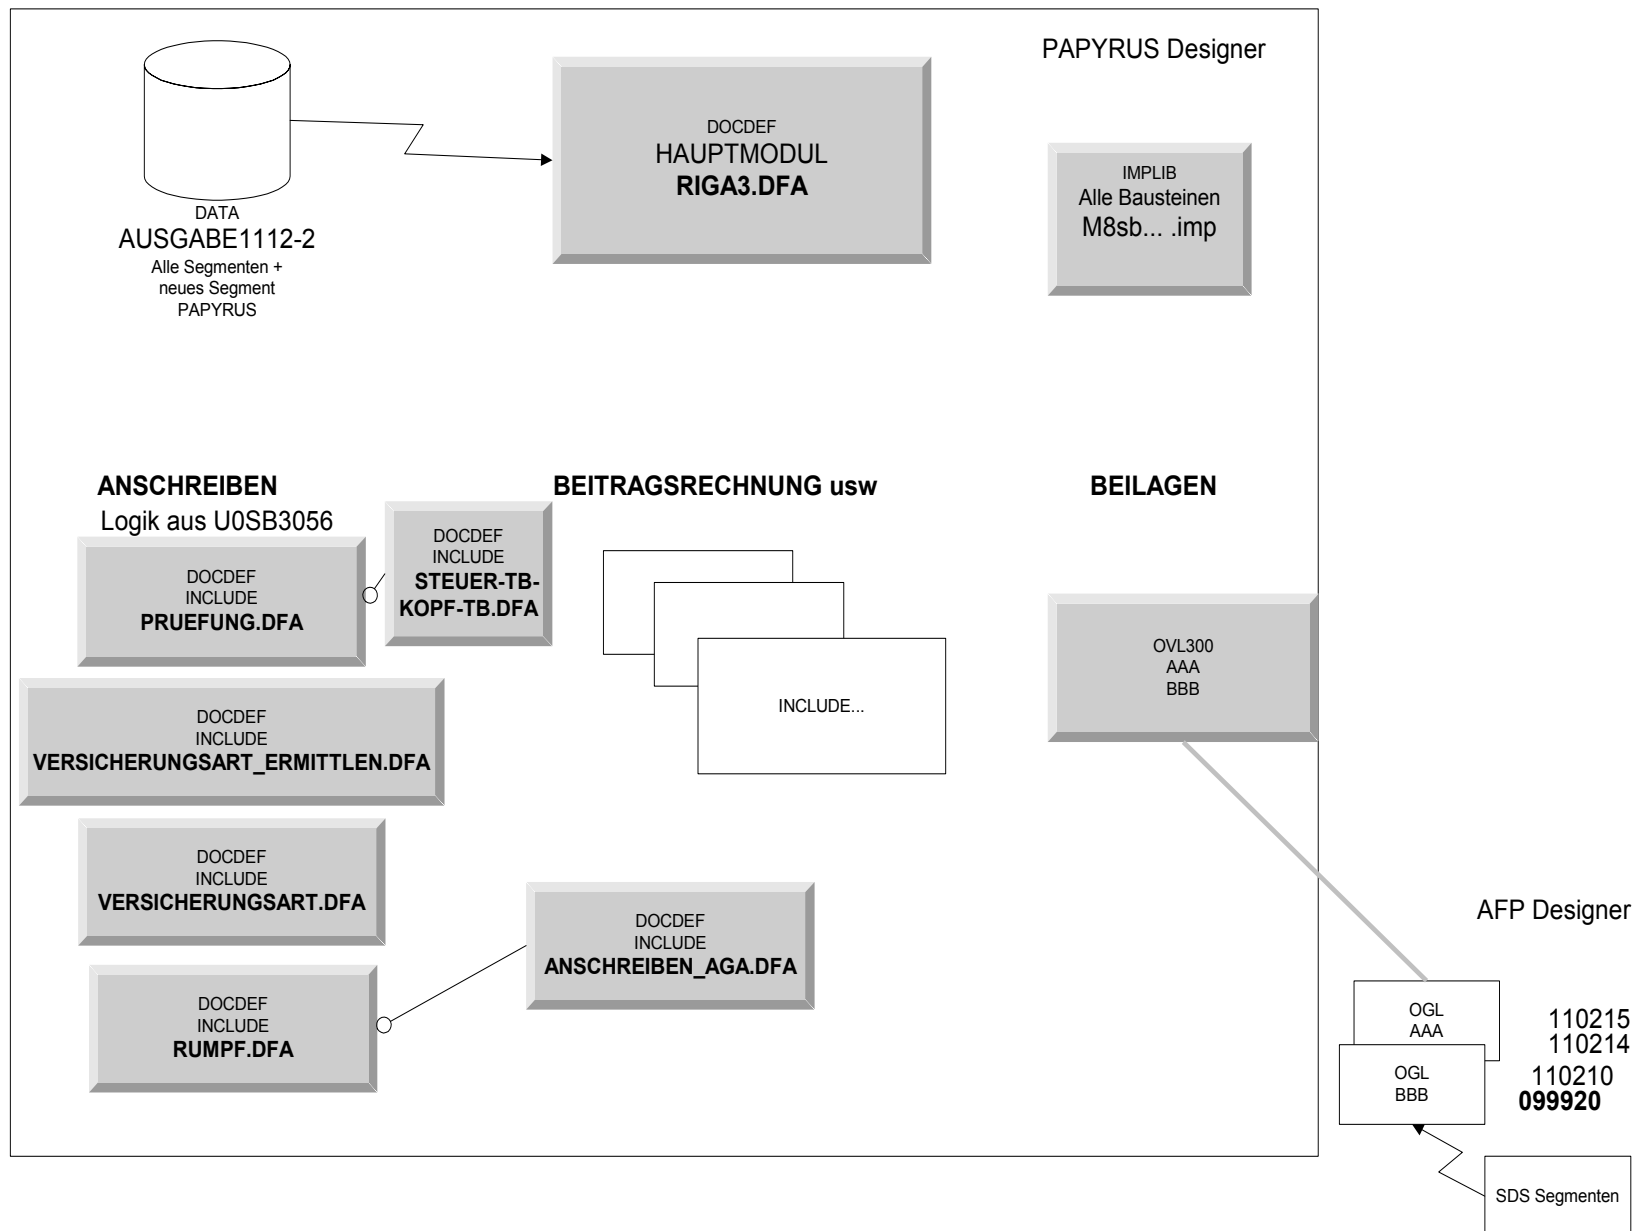 PAPYRUS Designer
DATA
AUSGABE1112-2
Alle Segmenten +
neues Segment
PAPYRUS
DOCDEF
HAUPTMODUL
RIGA3.DFA
IMPLIB
Alle Bausteinen
M8sb... .imp
ANSCHREIBEN
Logik aus U0SB3056
DOCDEF
INCLUDE
PRUEFUNG.DFA
DOCDEF
INCLUDE
STEUER-TB-
KOPF-TB.DFA
DOCDEF
INCLUDE
VERSICHERUNGSART_ERMITTLEN.DFA
DOCDEF
INCLUDE
VERSICHERUNGSART.DFA
DOCDEF
INCLUDE
RUMPF.DFA
DOCDEF
INCLUDE
ANSCHREIBEN_AGA.DFA
BEITRAGSRECHNUNG usw
INCLUDE...
BEILAGEN
OVL300
AAA
BBB
AFP Designer
OGL
AAA
OGL
BBB
110215
110214
110210
099920
SDS Segmenten